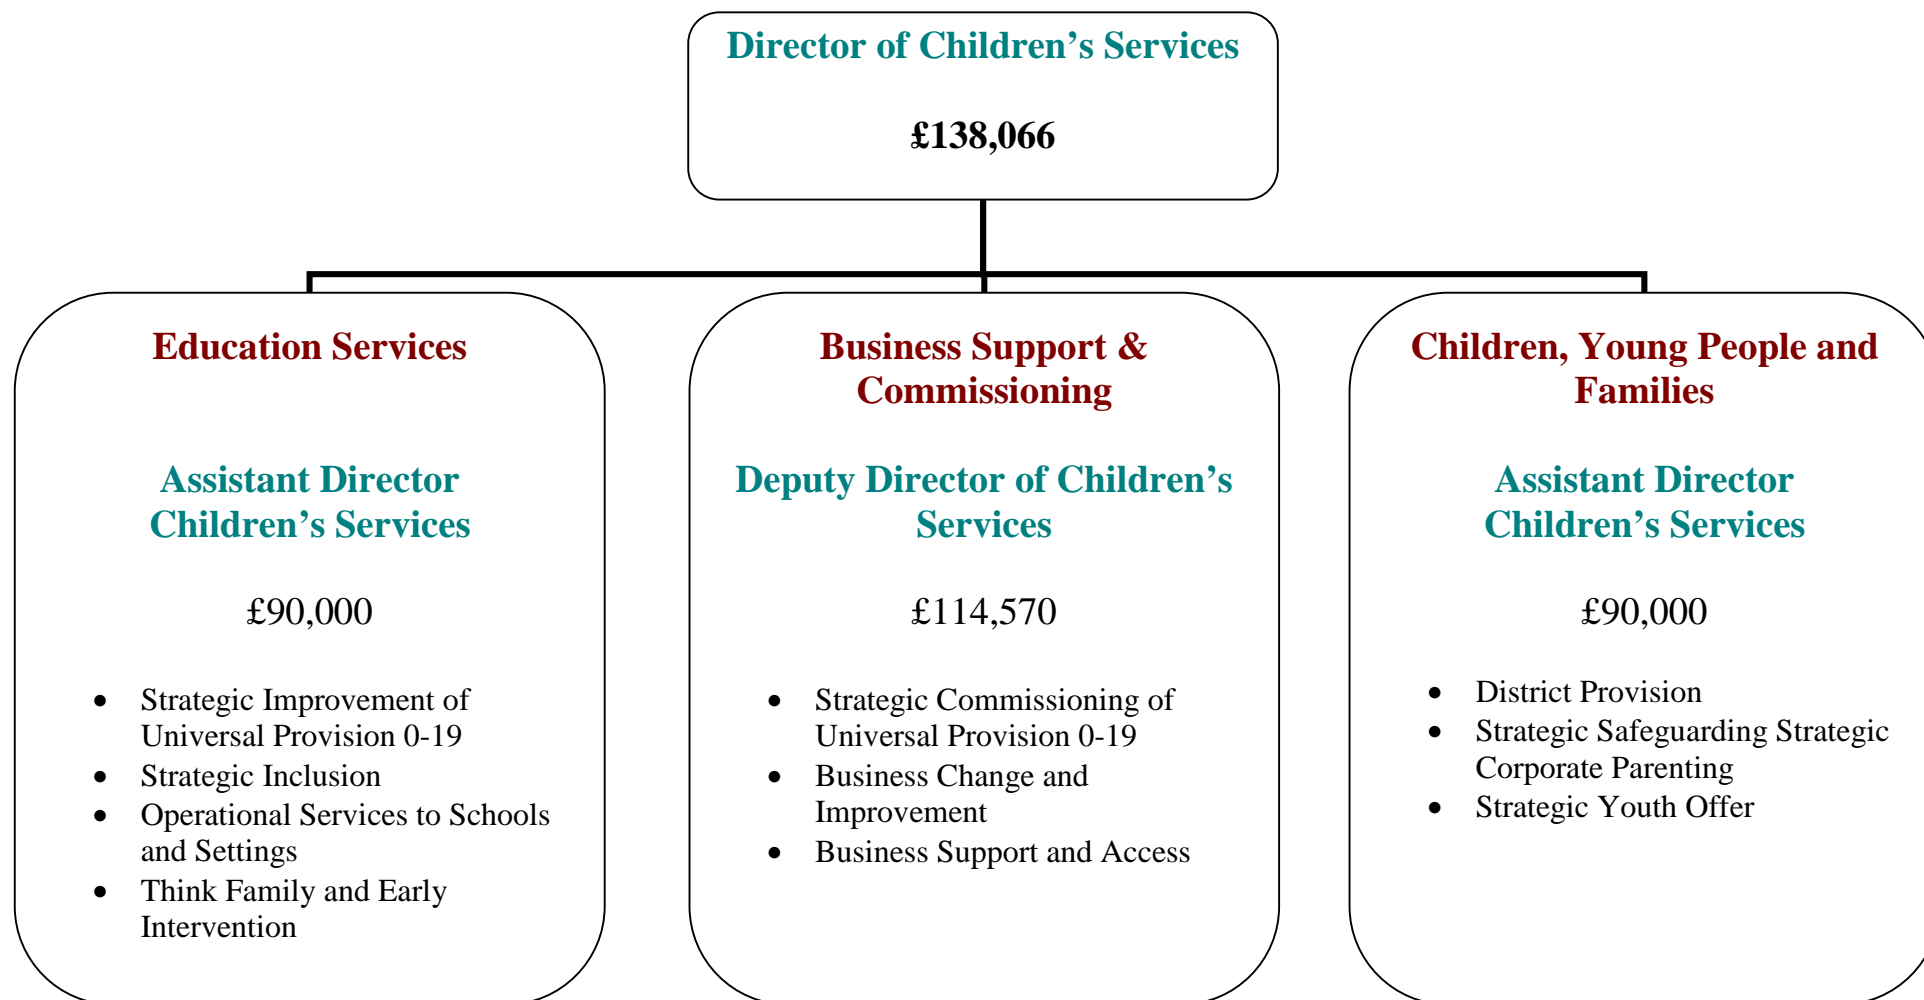 Director of Children’s Services
£138,066
Education Services
Assistant Director
Children’s Services
£90,000
• Strategic Improvement of
Universal Provision 0-19
• Strategic Inclusion
• Operational Services to Schools
and Settings
• Think Family and Early
Intervention
Business Support &
Commissioning
Deputy Director of Children’s
Services
£114,570
• Strategic Commissioning of
Universal Provision 0-19
• Business Change and
Improvement
• Business Support and Access
Children, Young People and
Families
Assistant Director
Children’s Services
£90,000
• District Provision
• Strategic Safeguarding Strategic
Corporate Parenting
• Strategic Youth Offer